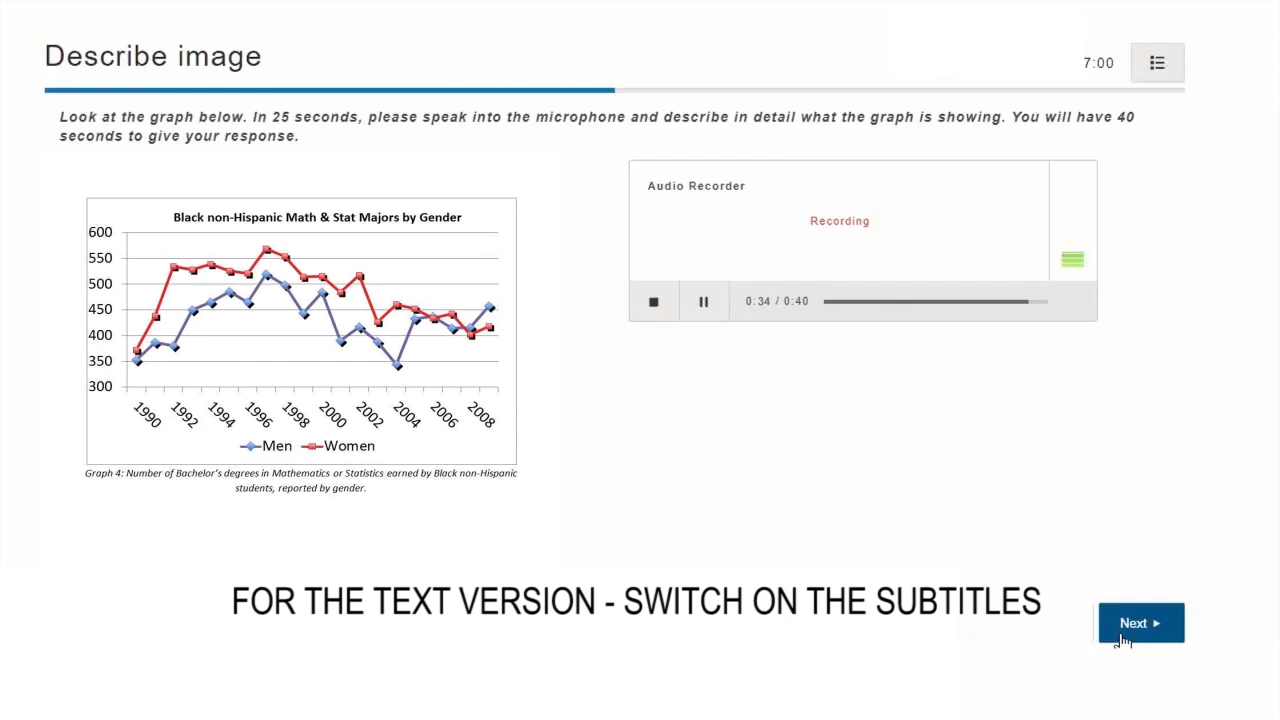 Describe image
7:00
Look at the graph below. In 25 seconds, please speak into the microphone and describe in detail what the graph is showing. You will have 40
seconds to give your response.
Audio Recorder
Recording
0:34 / 0:40
Black non-Hispanic Math & Stat Majors by Gender
600
550
500
450
400
350
300
1990
1992
1994
1996
1998
2000
2002
2004
2006
2008
Men
Women
Graph 4: Number of Bachelor's degrees in Mathematics or Statistics earned by Black non-Hispanic
students, reported by gender.
FOR THE TEXT VERSION - SWITCH ON THE SUBTITLES
Next